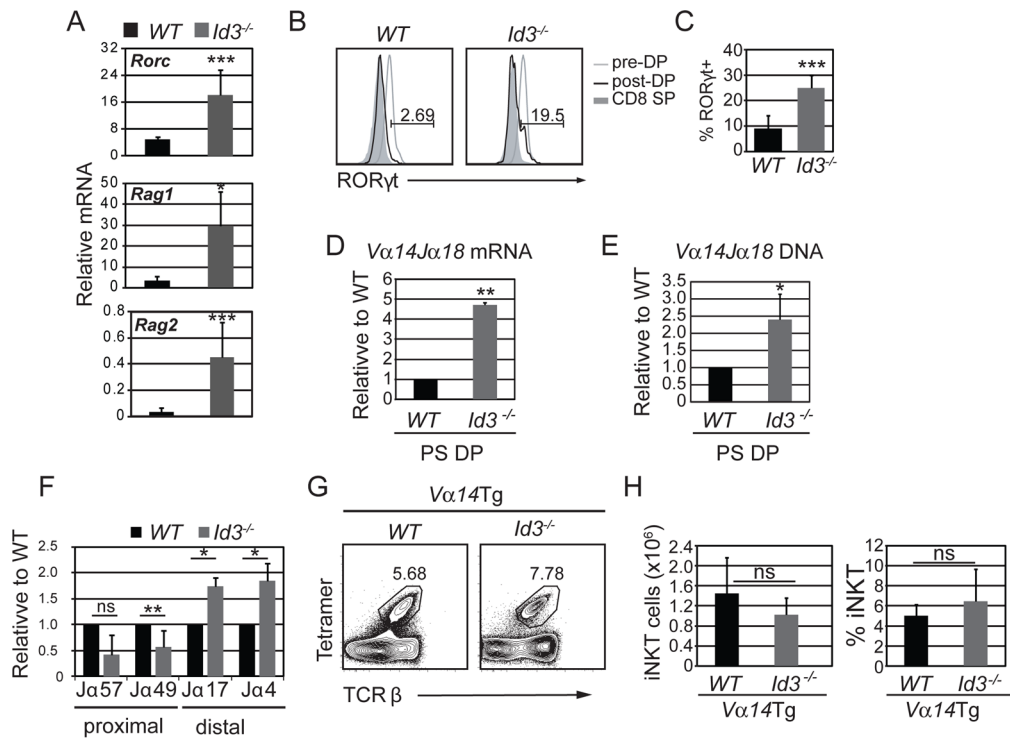 A
WT Id3-/-
Rorc
***
32
24
16
8
0
Rag1
*
50
40
30
20
10
0
Rag2
***
0.8
0.6
0.4
0.2
0
Relative mRNA
B
WT Id3-/-
2.69
19.5
pre-DP
post-DP
CD8 SP
RORγt
C
% RORγt+
40
30
20
10
0
***
WT Id3-/-
D
Vα14Jα18 mRNA
Relativve to WT
6
5
4
3
2
1
0
**
WT Id3 -/-
PS DP
E
Vα14Jα18 DNA
Relativve to WT
3.5
3.0
2.5
2.0
1.5
1.0
0.5
0
*
WT Id3 -/-
PS DP
F
WT Id3-/-
Relative to WT
2.5
2.0
1.5
1.0
0.5
0
ns ** * *
Jα57 Jα49 Jα17 Jα4
proximal distal
G
Vα14Tg
WT Id3-/-
5.68
7.78
Tetramer
TCR β
H
iNKT cells (x10⁶)
2.4
2.0
1.6
1.2
0.8
0.4
0
ns
WT Id3-/-
Vα14Tg
% iNKT
12
10
8
6
4
2
0
ns
WT Id3-/-
Vα14Tg